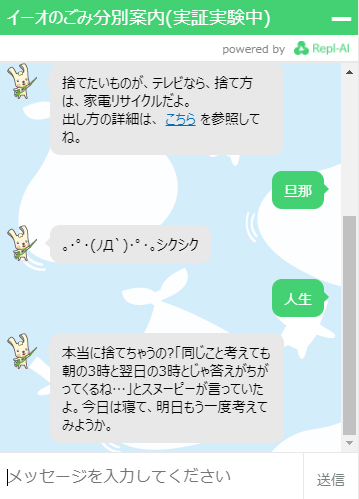 イーオのごみ分別案内(実証実験中)
powered by Repl-AI
捨てたいものが、テレビなら、捨て方
は、家電リサイクルだよ。
出し方の詳細は、こちらを参照して
ね。
旦那
｡･ﾟ･(ﾉД`)･ﾟ･｡シクシク
人生
本当に捨てちゃうの?「同じこと考えても
朝の3時と翌日の3時とじゃ答えがちが
ってくるね…」とスヌーピーが言っていた
よ。今日は寝て、明日もう一度考えて
みようか。
メッセージを入力してください
送信